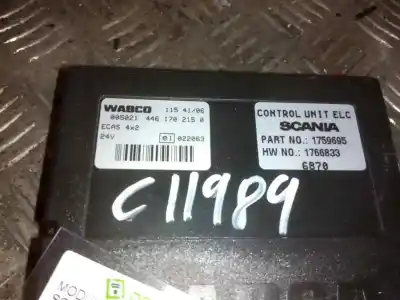 WABCO 115 41/06
005021 446 170 215 0
ECAS 4x2
24V e1 022063
CONTROL UNIT ELC
SCANIA
PART NO.: 1759695
HW NO.: 1766833
6870
C11989